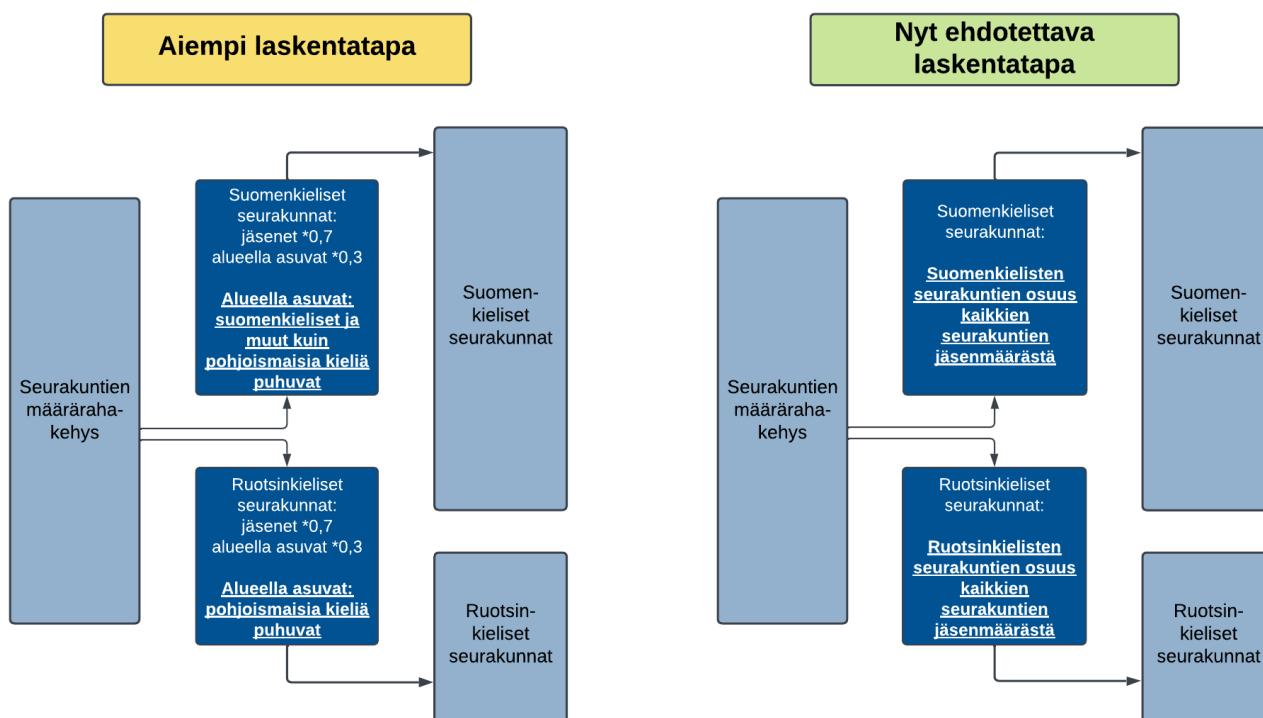 Aiempi laskentatapa
Seurakuntien
määräraha-
kehys
Suomenkieliset
seurakunnat:
jäsenet *0,7
alueella asuvat *0,3
Alueella asuvat:
suomenkieliset ja
muut kuin
pohjoismaisia kieliä
puhuvat
Ruotsinkieliset
seurakunnat:
jäsenet *0,7
alueella asuvat *0,3
Alueella asuvat:
pohjoismaisia kieliä
puhuvat
Suomen-
kieliset
seurakunnat
Ruotsin-
kieliset
seurakunnat
Nyt ehdotettava
laskentatapa
Seurakuntien
määräraha-
kehys
Suomenkieliset
seurakunnat:
Suomenkielisten
seurakuntien osuus
kaikkien
seurakuntien
jäsenmäärästä
Ruotsinkieliset
seurakunnat:
Ruotsinkielisten
seurakuntien osuus
kaikkien
seurakuntien
jäsenmäärästä
Suomen-
kieliset
seurakunnat
Ruotsin-
kieliset
seurakunnat